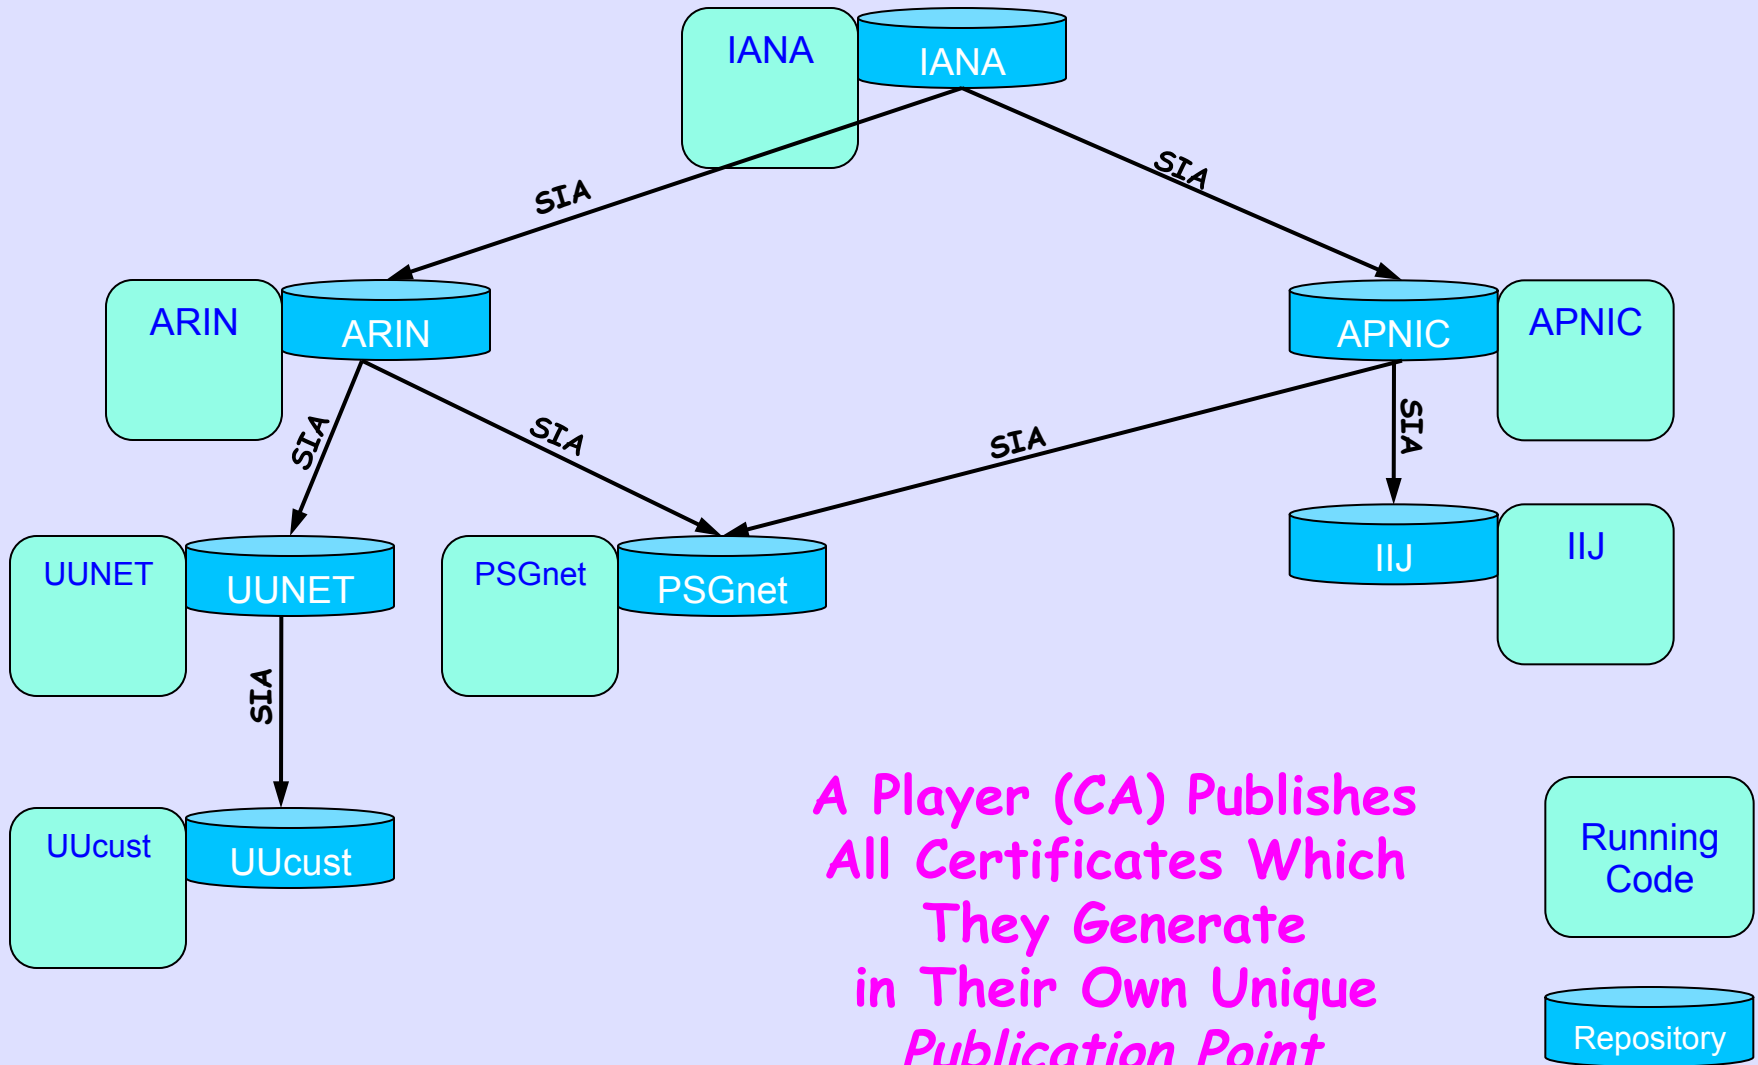 IANA
IANA
SIA
SIA
ARIN
ARIN
APNIC
APNIC
SIA
SIA
SIA
SIA
UUNET
UUNET
PSGnet
PSGnet
IIJ
IIJ
SIA
UUcust
UUcust
A Player (CA) Publishes
All Certificates Which
They Generate
in Their Own Unique
Publication Point
Running
Code
Repository